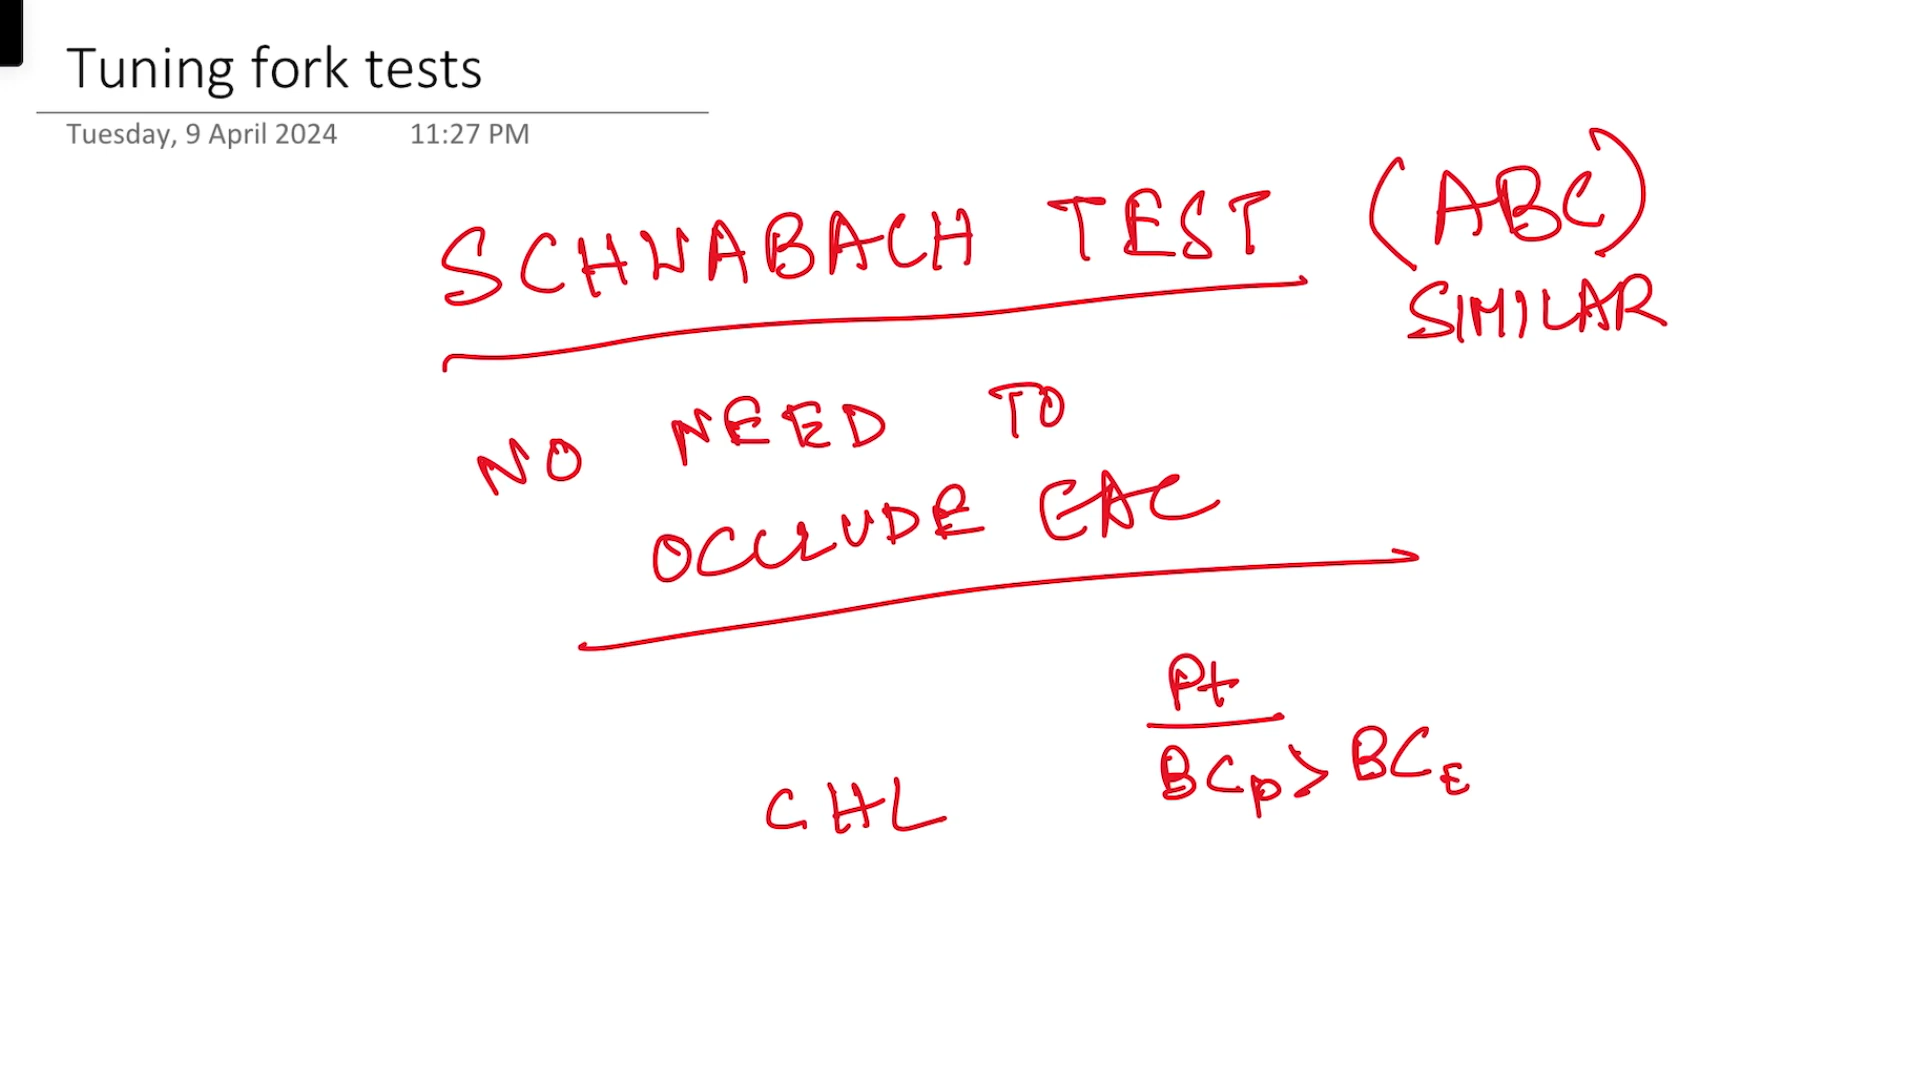 Tuning fork tests
Tuesday, 9 April 2024 11:27 PM
SCHWABACH TEST (ABC)
SIMILAR
NO NEED TO
OCCLUDE EAC
Pt
CHL BCp > BCE